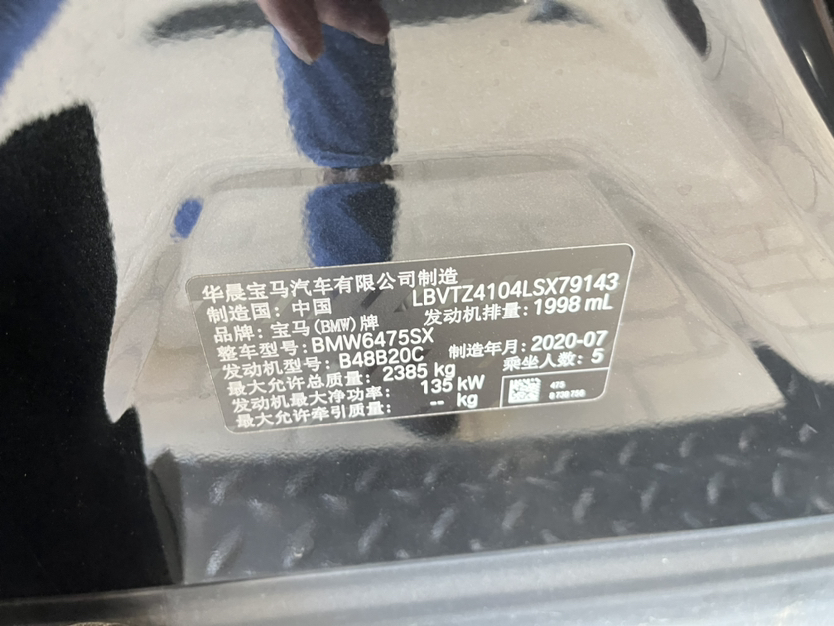 华晨宝马汽车有限公司制造
制造国: 中国 LBVTZ4104LSX79143
品牌: 宝马(BMW)牌 发动机排量: 1998 mL
整车型号: BMW6475SX
发动机型号: B48B20C 制造年月: 2020-07
最大允许总质量: 2385 kg 乘坐人数: 5
发动机最大净功率: 135 kW
最大允许牵引质量: -- kg
475